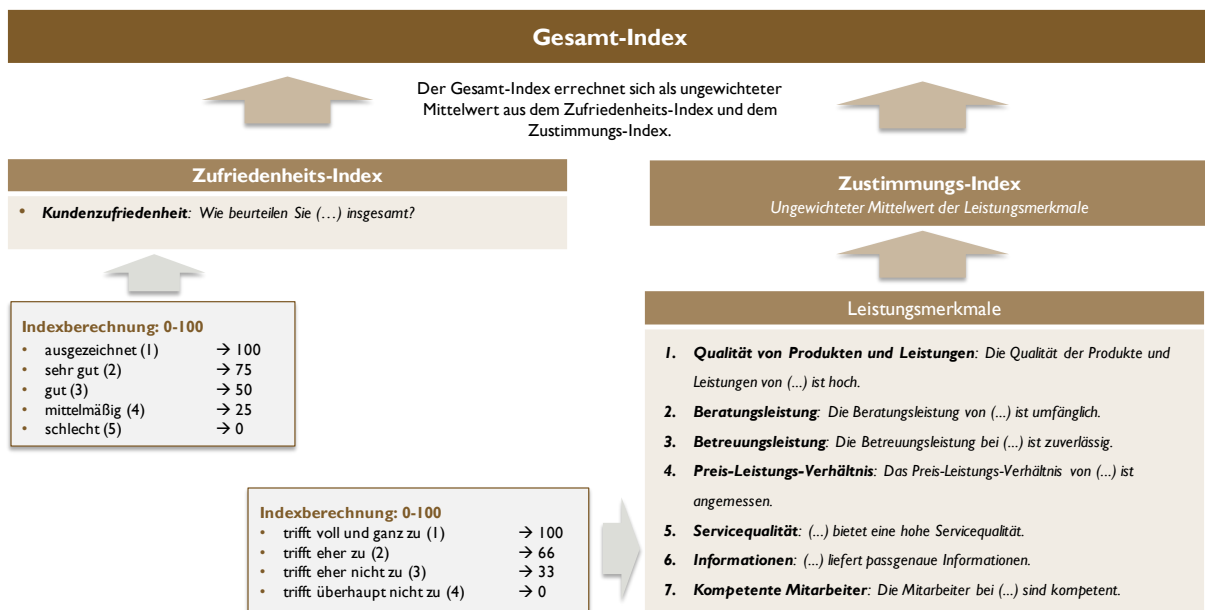 Gesamt-Index
Der Gesamt-Index errechnet sich als ungewichteter
Mittelwert aus dem Zufriedenheits-Index und dem
Zustimmungs-Index.
Zufriedenheits-Index
• Kundenzufriedenheit: Wie beurteilen Sie (…) insgesamt?
Indexberechnung: 0-100
• ausgezeichnet (1) → 100
• sehr gut (2) → 75
• gut (3) → 50
• mittelmäßig (4) → 25
• schlecht (5) → 0
Zustimmungs-Index
Ungewichteter Mittelwert der Leistungsmerkmale
Leistungsmerkmale
1. Qualität von Produkten und Leistungen: Die Qualität der Produkte und
Leistungen von (...) ist hoch.
2. Beratungsleistung: Die Beratungsleistung von (...) ist umfänglich.
3. Betreuungsleistung: Die Betreuungsleistung bei (...) ist zuverlässig.
4. Preis-Leistungs-Verhältnis: Das Preis-Leistungs-Verhältnis von (...) ist
angemessen.
5. Servicequalität: (...) bietet eine hohe Servicequalität.
6. Informationen: (...) liefert passgenaue Informationen.
7. Kompetente Mitarbeiter: Die Mitarbeiter bei (...) sind kompetent.
Indexberechnung: 0-100
• trifft voll und ganz zu (1) → 100
• trifft eher zu (2) → 66
• trifft eher nicht zu (3) → 33
• trifft überhaupt nicht zu (4) → 0